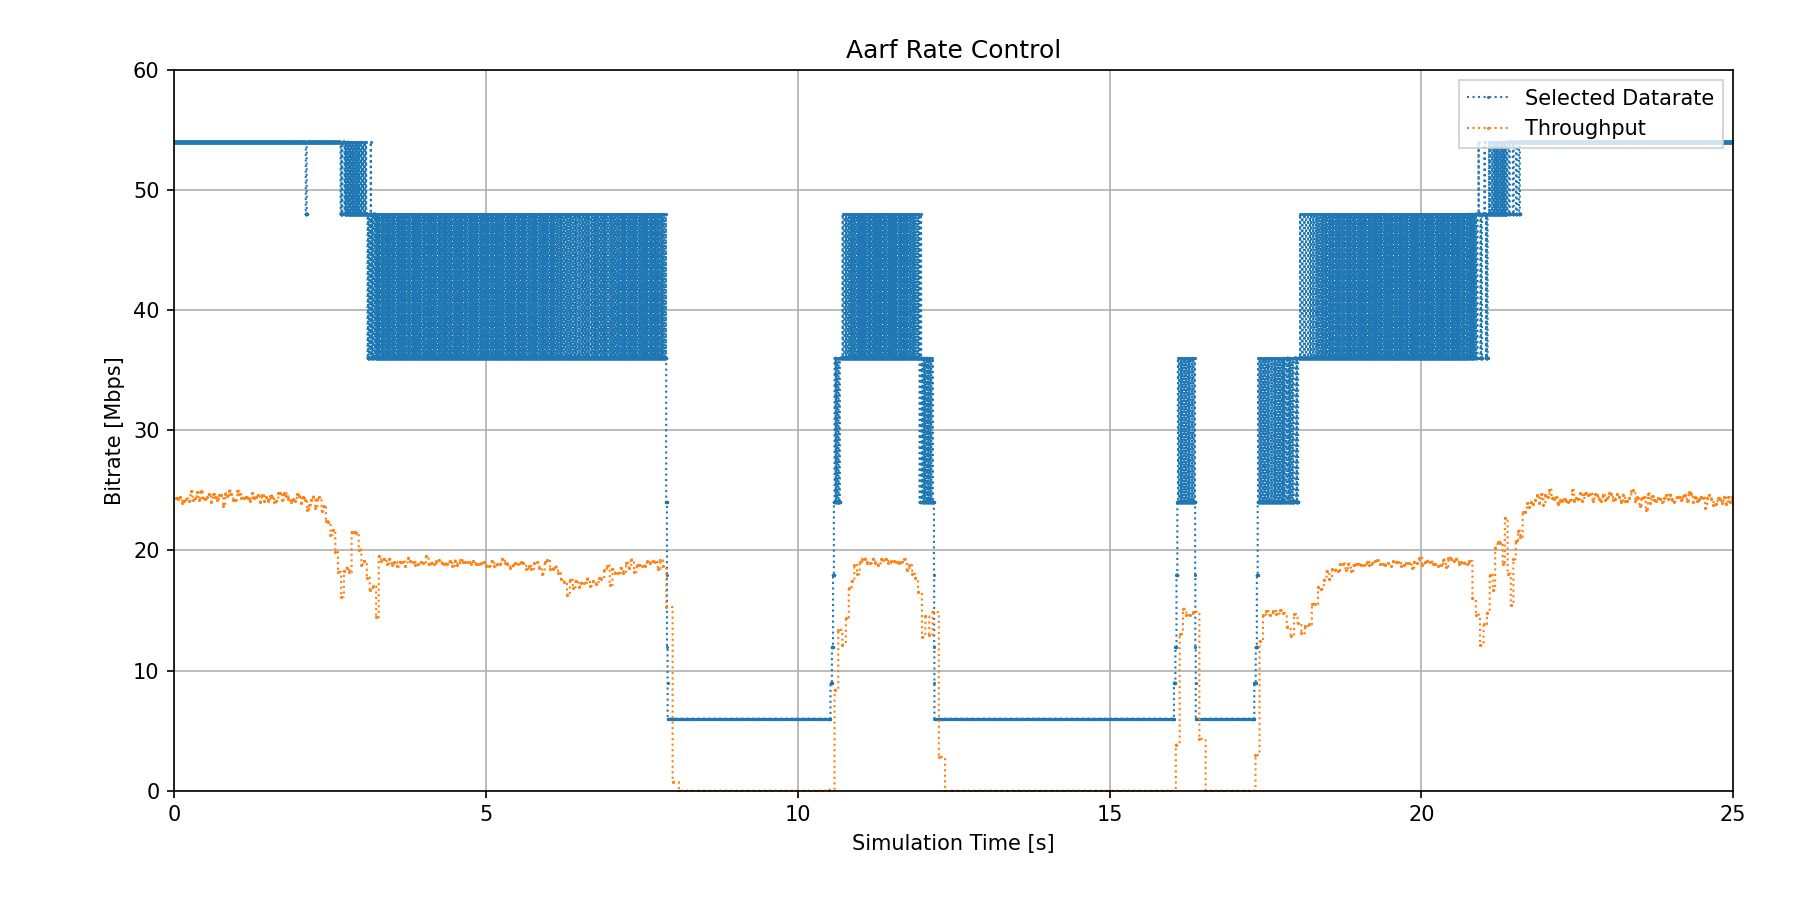 Aarf Rate Control
Selected Datarate
Throughput
Bitrate [Mbps]
60
50
40
30
20
10
0
0 5 10 15 20 25
Simulation Time [s]